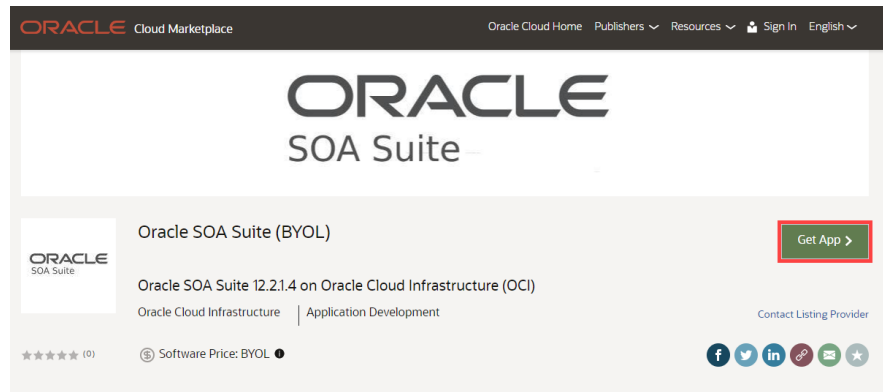 ORACLE Cloud Marketplace Oracle Cloud Home Publishers Resources Sign In English
ORACLE
SOA Suite
ORACLE
SOA Suite
Oracle SOA Suite (BYOL)
Get App
Oracle SOA Suite 12.2.1.4 on Oracle Cloud Infrastructure (OCI)
Oracle Cloud Infrastructure | Application Development
Contact Listing Provider
(0)
Software Price: BYOL